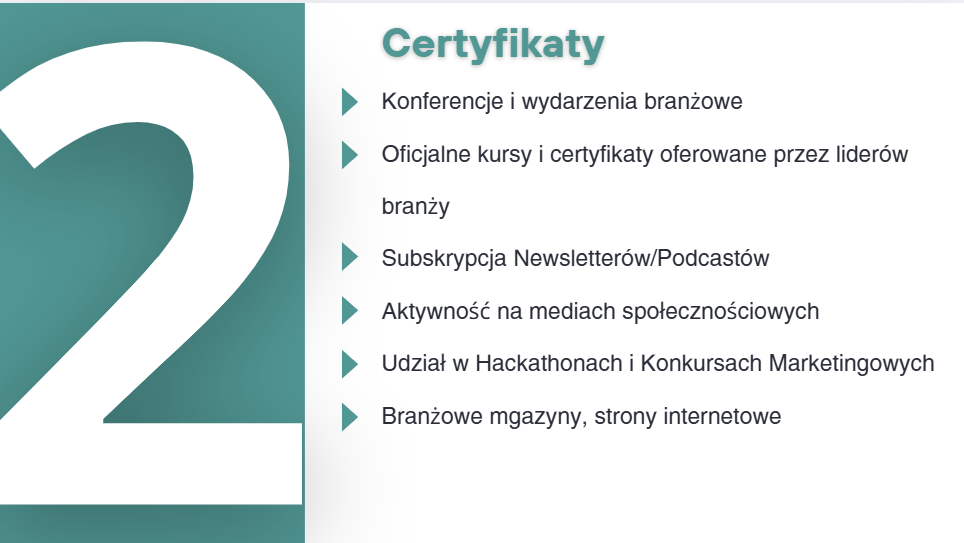 2
Certyfikaty
Konferencje i wydarzenia branżowe
Oficjalne kursy i certyfikaty oferowane przez liderów
branży
Subskrypcja Newsletterów/Podcastów
Aktywność na mediach społecznościowych
Udział w Hackathonach i Konkursach Marketingowych
Branżowe mgazyny, strony internetowe